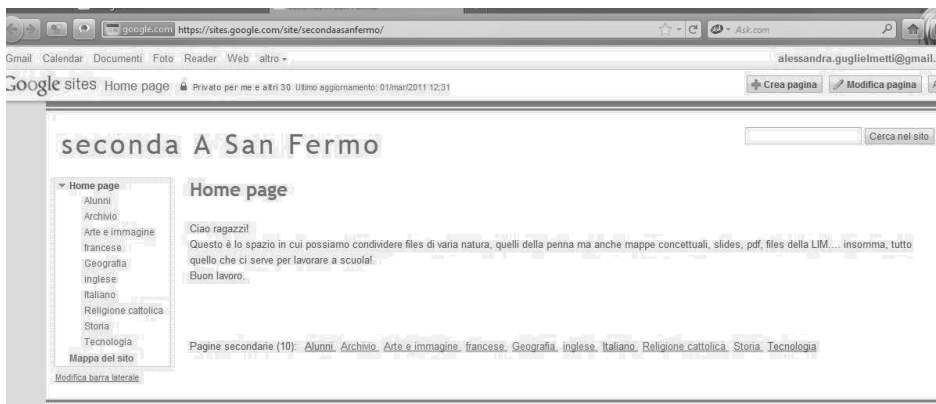 google.com https://sites.google.com/site/secondaasanfermo/ Ask.com
Gmail Calendar Documenti Foto Reader Web altro alessandra.guglielmetti@gmail.
Google sites Home page Privato per me e altri 30 Ultimo aggiornamento: 01/mar/2011 12:31 Crea pagina Modifica pagina
seconda A San Fermo
Cerca nel sito
Home page
Alunni
Archivio
Arte e immagine
francese
Geografia
inglese
Italiano
Religione cattolica
Storia
Tecnologia
Mappa del sito
Modifica barra laterale
Home page
Ciao ragazzi!
Questo è lo spazio in cui possiamo condividere files di varia natura, quelli della penna ma anche mappe concettuali, slides, pdf, files della LIM.... insomma, tutto
quello che ci serve per lavorare a scuola!
Buon lavoro.
Pagine secondarie (10): Alunni Archivio Arte e immagine francese Geografia inglese Italiano Religione cattolica Storia Tecnologia